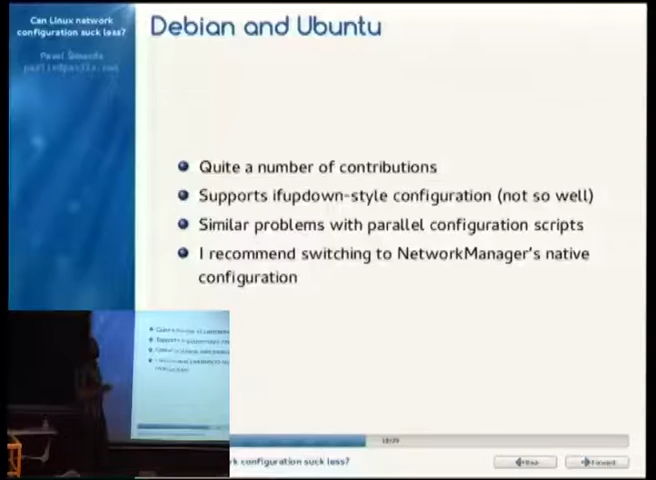 Can Linux network
configuration suck less?
Debian and Ubuntu
Quite a number of contributions
Supports ifupdown-style configuration (not so well)
Similar problems with parallel configuration scripts
I recommend switching to NetworkManager's native
configuration
configuration suck less?
Forward